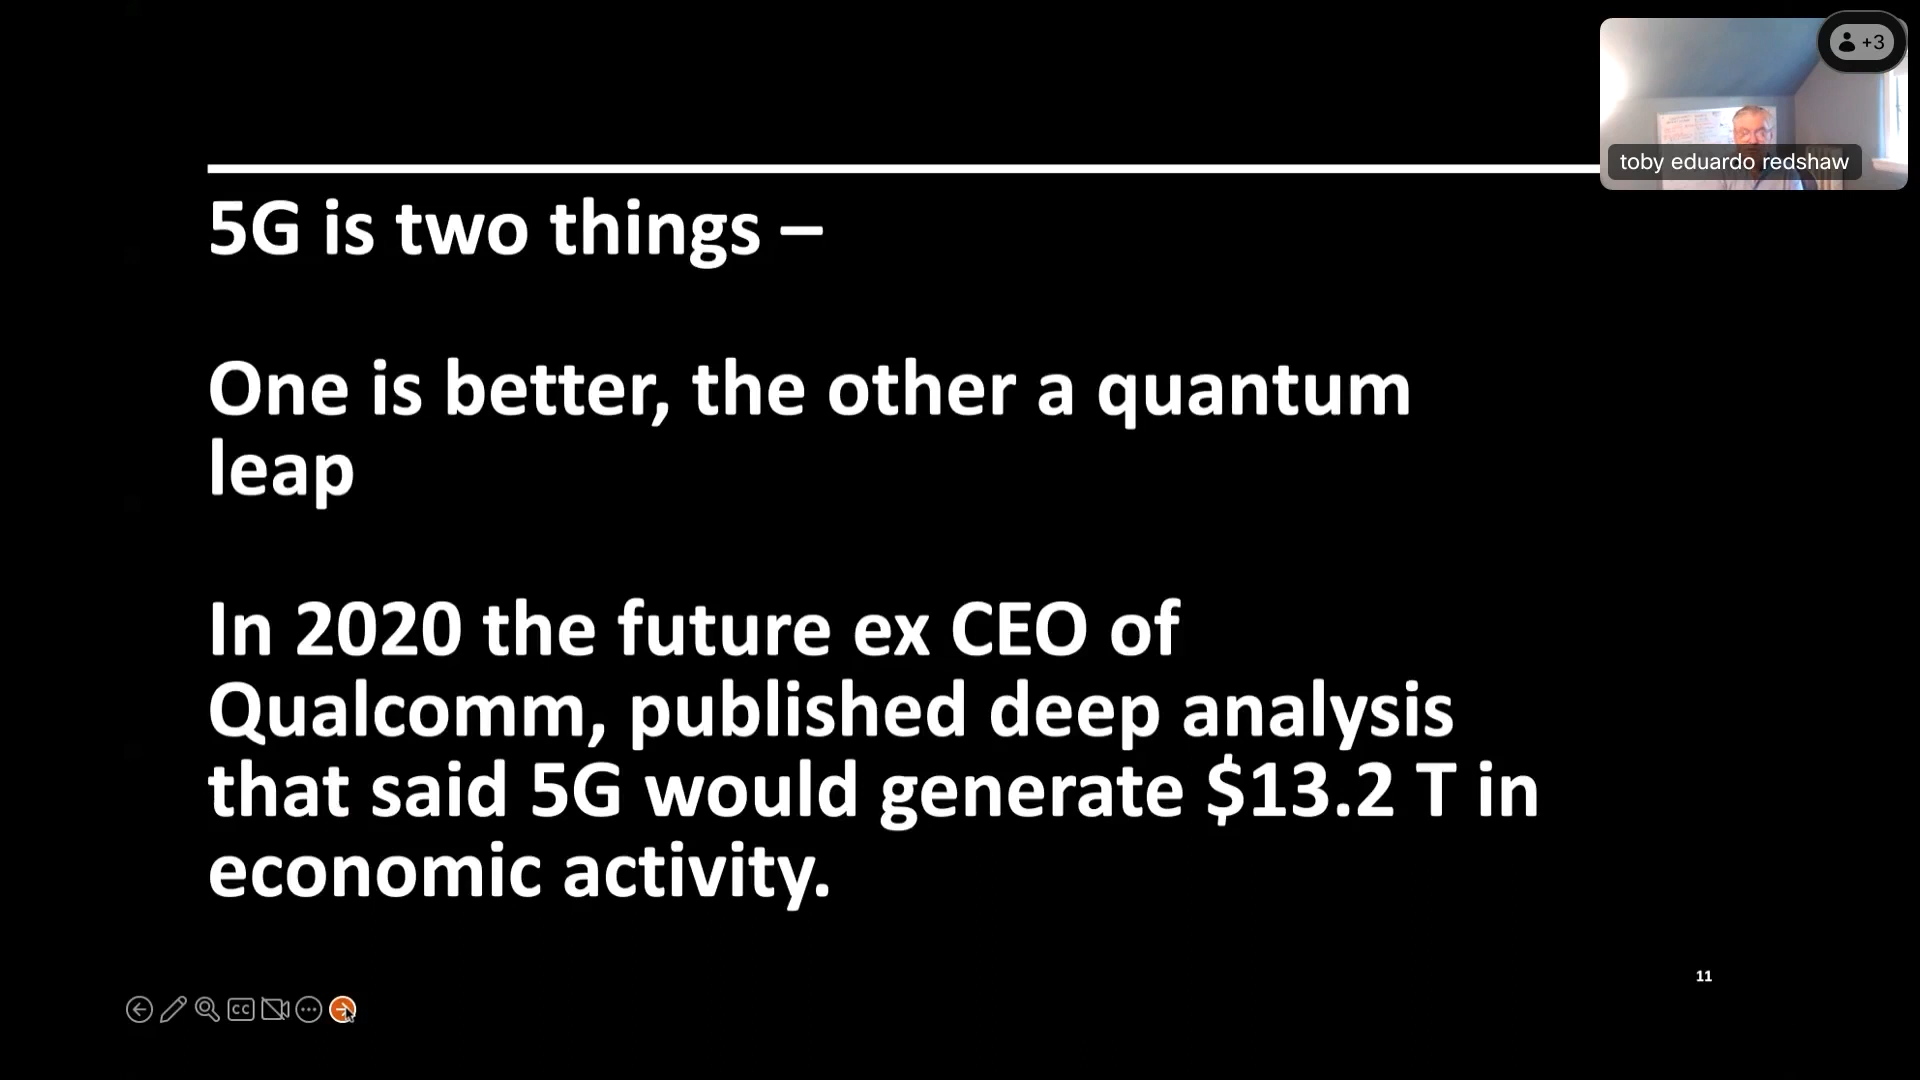 +3
toby eduardo redshaw
5G is two things –
One is better, the other a quantum
leap
In 2020 the future ex CEO of
Qualcomm, published deep analysis
that said 5G would generate $13.2 T in
economic activity.
11
CC